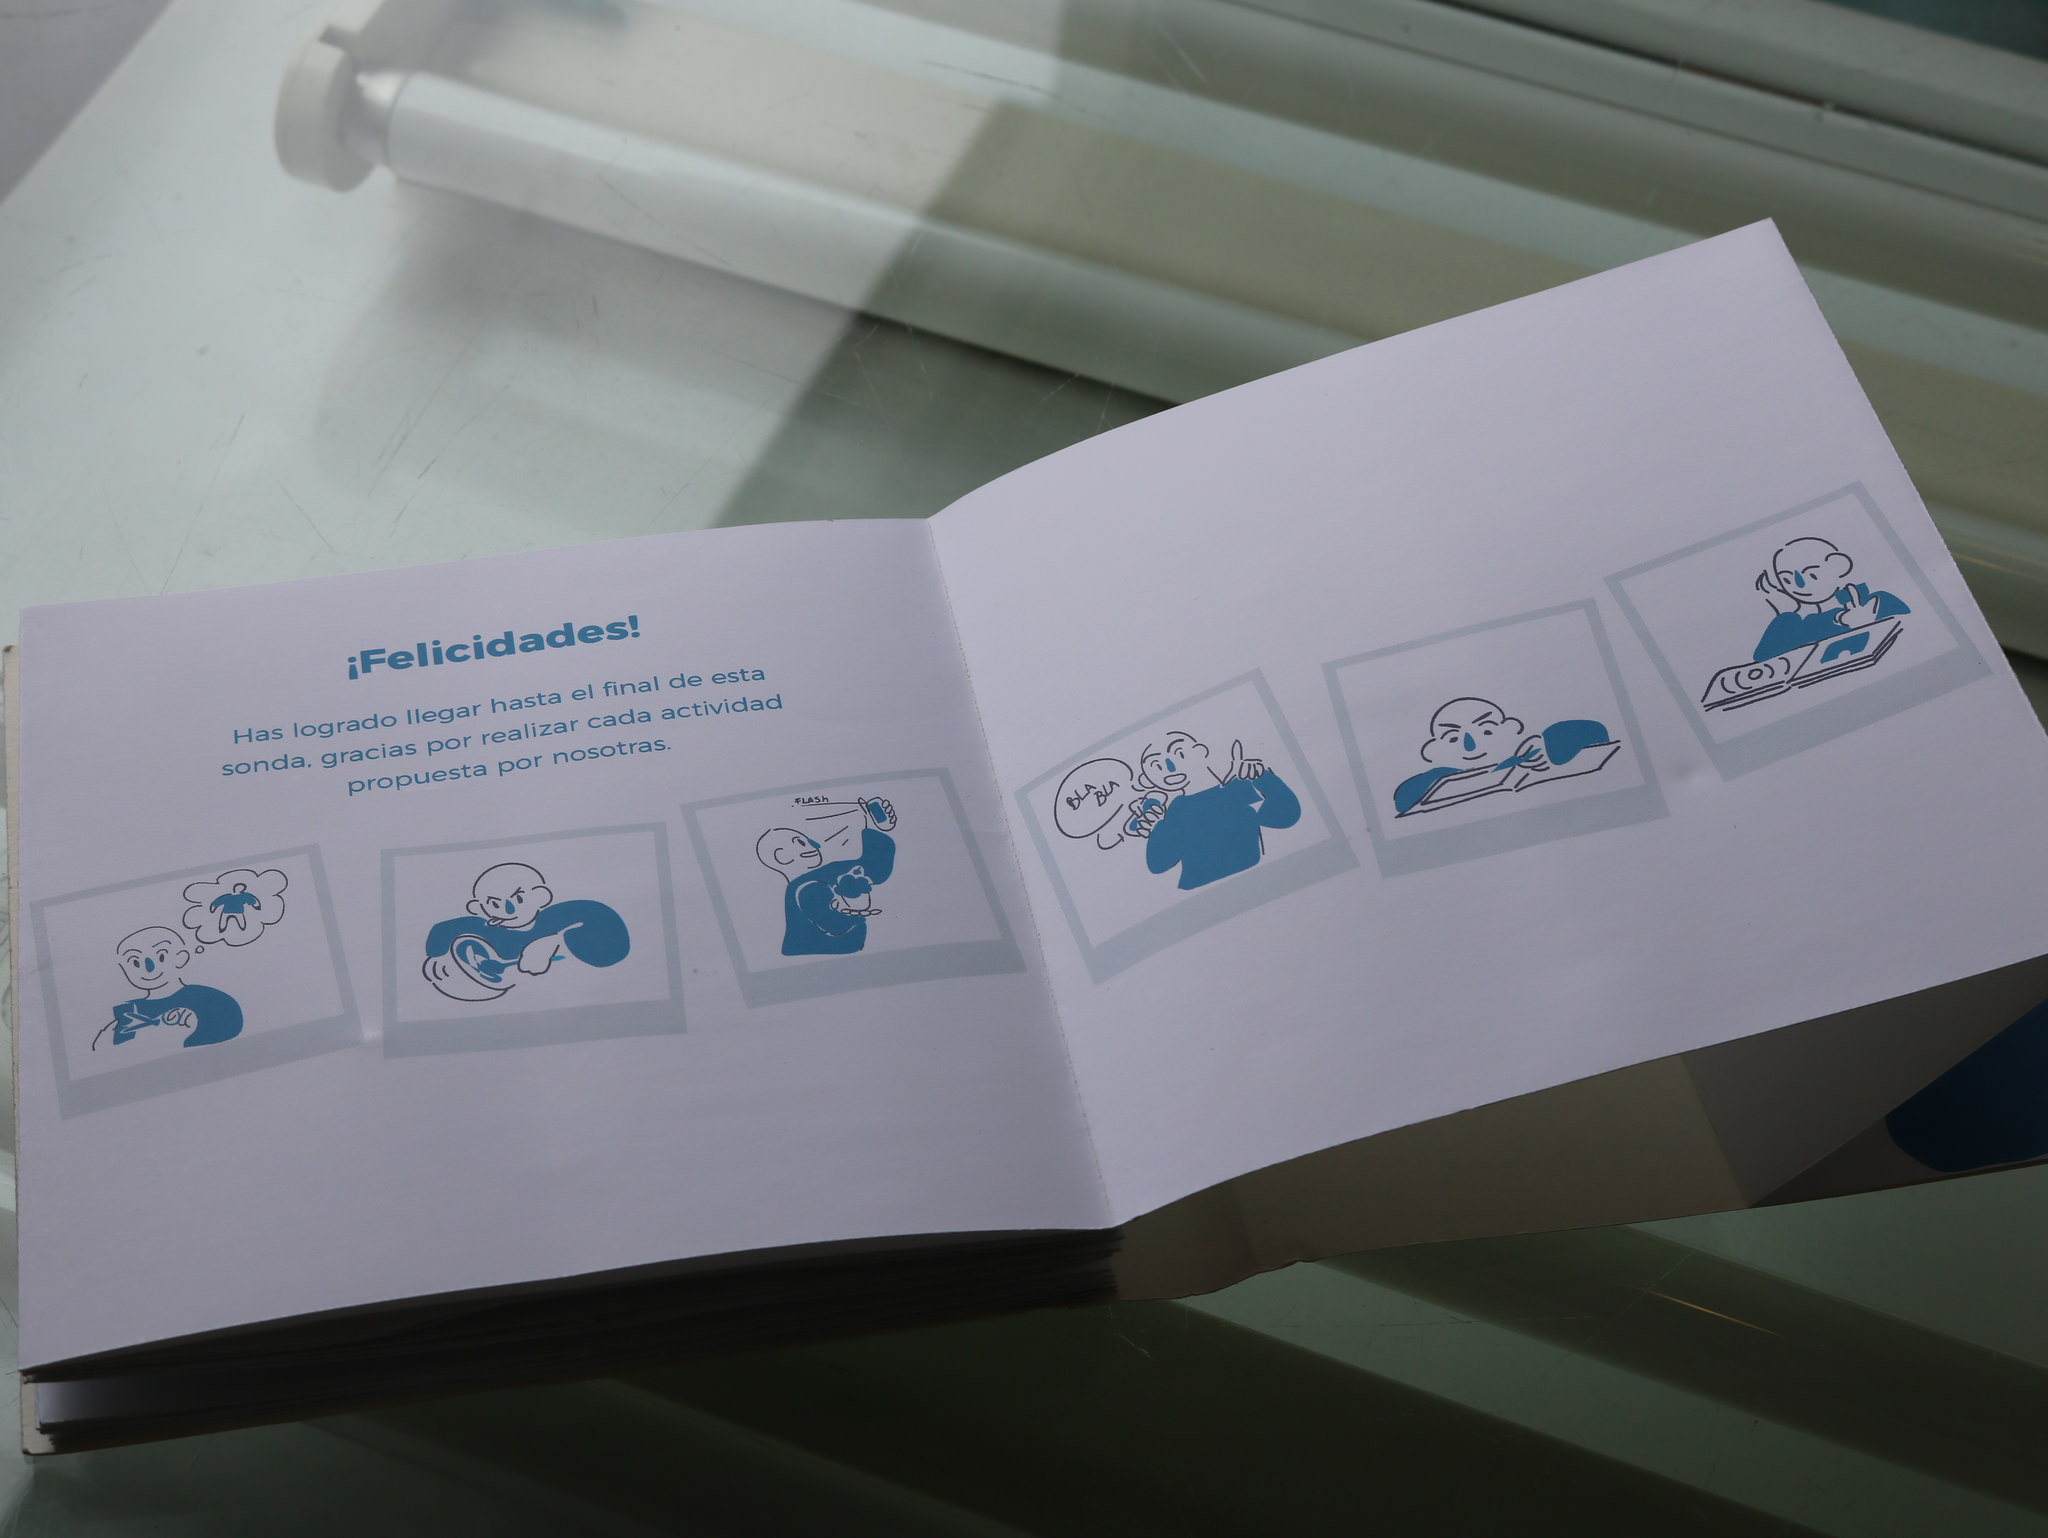 ¡Felicidades!
Has logrado llegar hasta el final de esta
sonda, gracias por realizar cada actividad
propuesta por nosotras.
FLASH
BLA
BLA